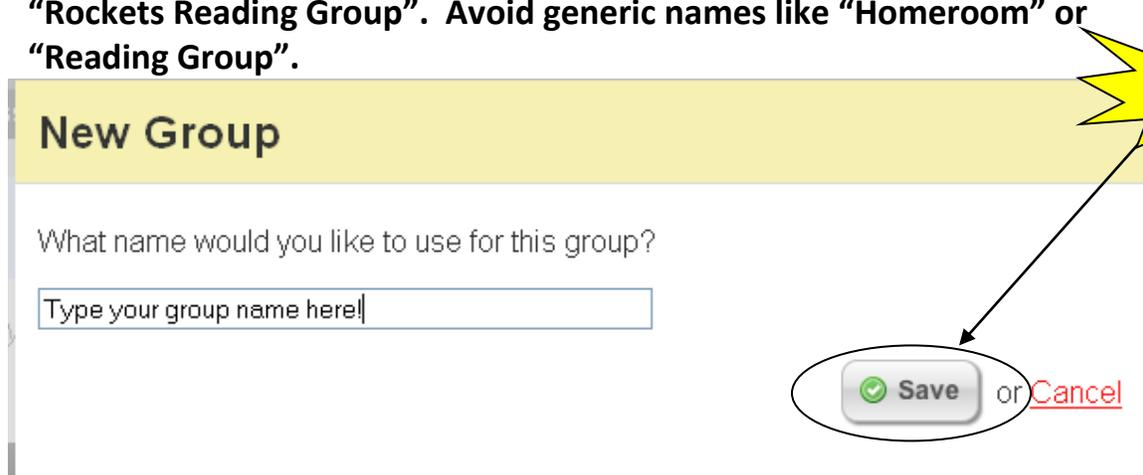 “Rockets Reading Group”.  Avoid generic names like “Homeroom” or
“Reading Group”.
New Group
What name would you like to use for this group?
Type your group name here!
Save or Cancel